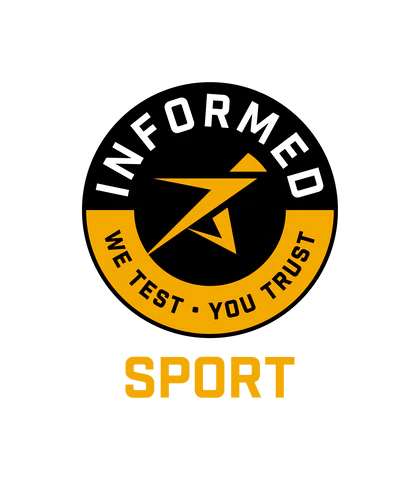 INFORMED
WE TEST · YOU TRUST
SPORT